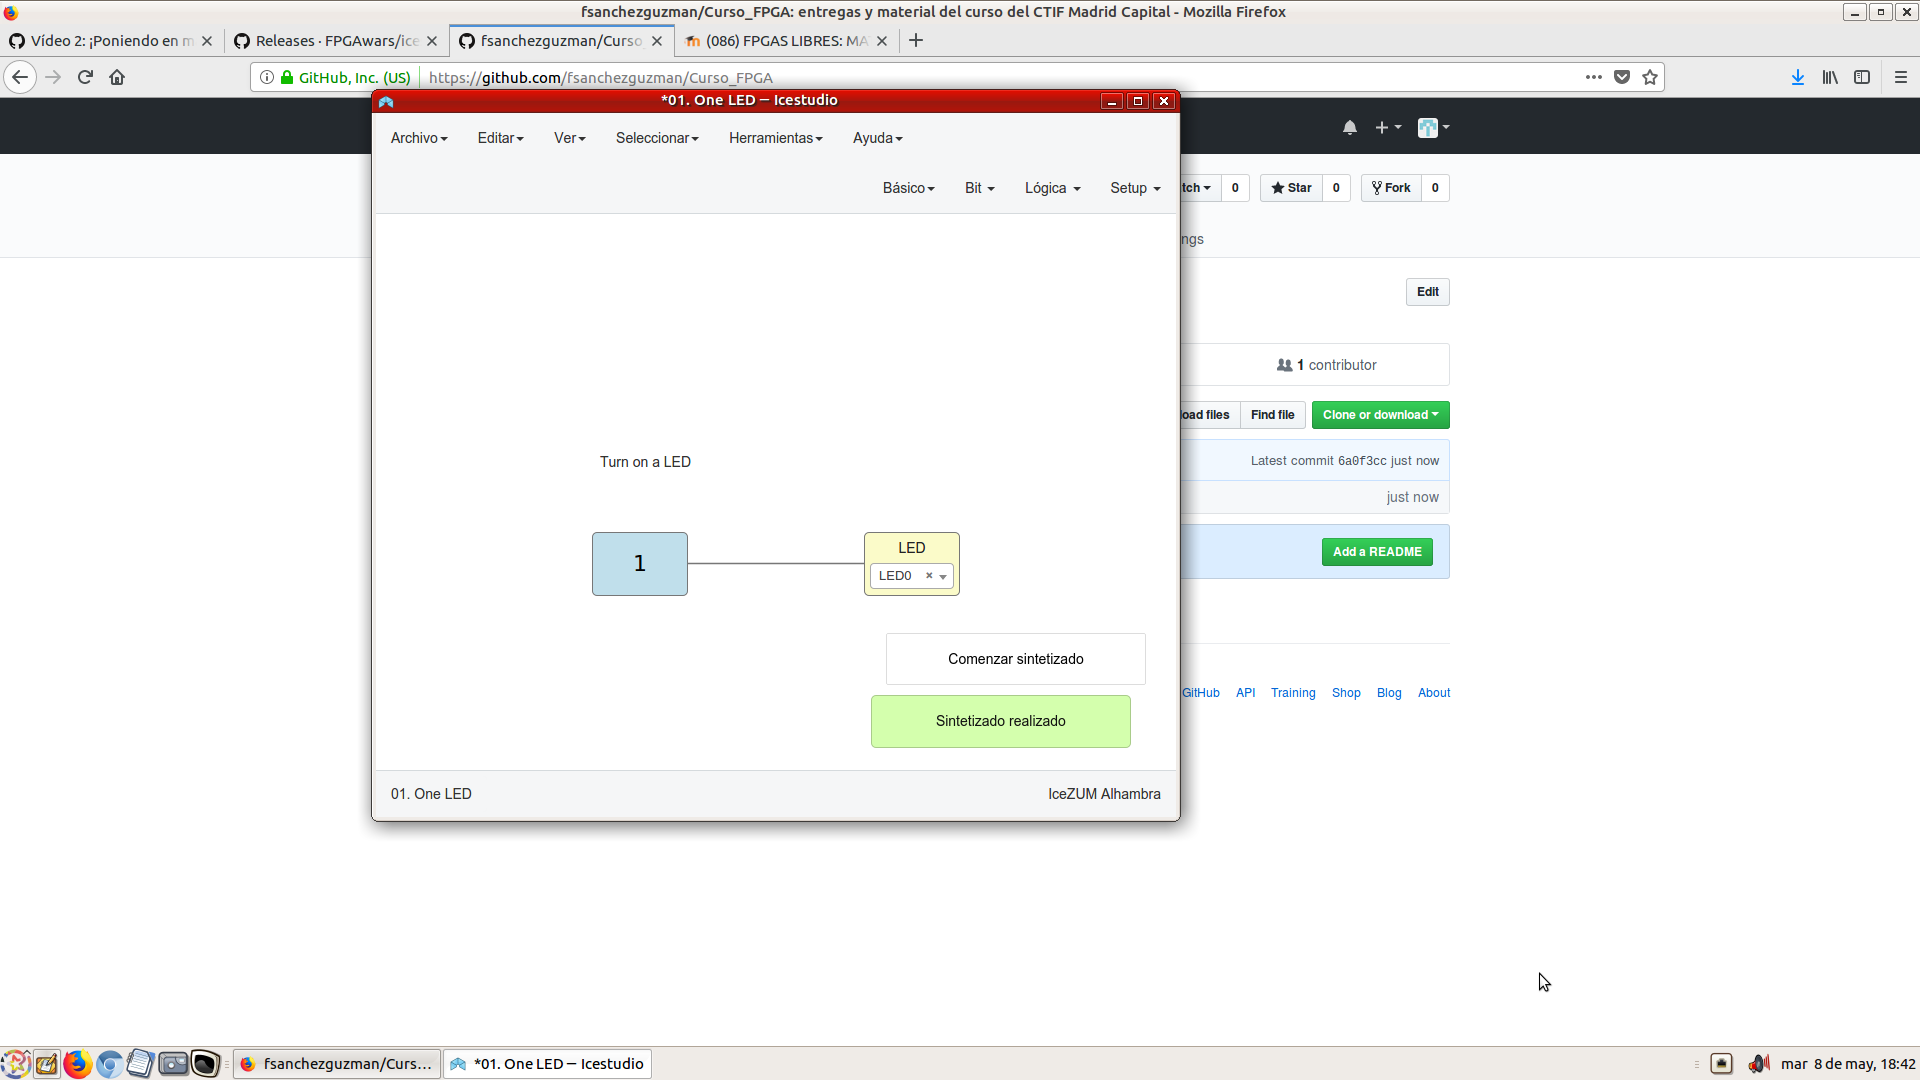 fsanchezguzman/Curso_FPGA: entregas y material del curso del CTIF Madrid Capital - Mozilla Firefox
Vídeo 2: ¡Poniendo en m
Releases · FPGAwars/ice
fsanchezguzman/Curso
(086) FPGAS LIBRES: MA
GitHub, Inc. (US)
https://github.com/fsanchezguzman/Curso_FPGA
*01. One LED — Icestudio
Archivo Editar Ver Seleccionar Herramientas Ayuda
Básico Bit Lógica Setup
tch 0 Star 0 Fork 0
ngs
Edit
1 contributor
oad files Find file Clone or download
Latest commit 6a0f3cc just now
just now
Add a README
Turn on a LED
1
LED
LED0
Comenzar sintetizado
Sintetizado realizado
GitHub API Training Shop Blog About
01. One LED
IceZUM Alhambra
fsanchezguzman/Curs...
*01. One LED — Icestudio
mar 8 de may, 18:42